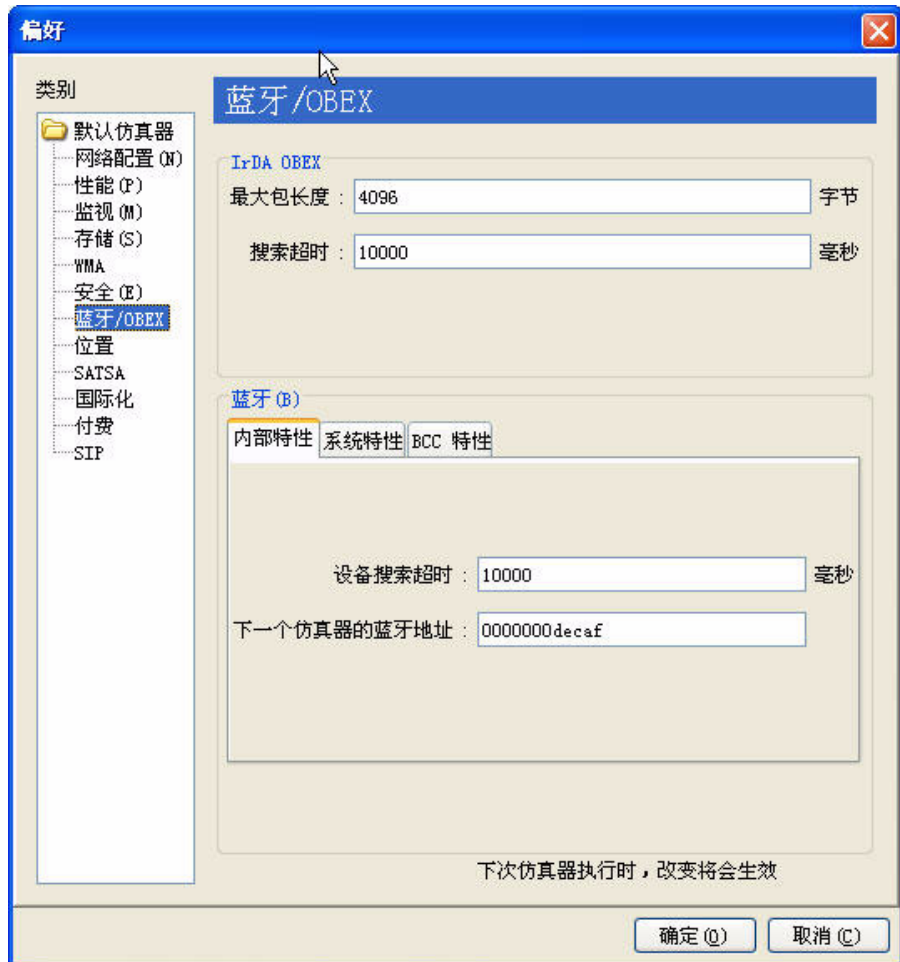 偏好
类别
默认仿真器
网络配置(N)
性能(P)
监视(M)
存储(S)
WMA
安全(E)
蓝牙/OBEX
位置
SATSA
国际化
付费
SIP
蓝牙/OBEX
IrDA OBEX
最大包长度: 4096 字节
搜索超时: 10000 毫秒
蓝牙(B)
内部特性 系统特性 BCC 特性
设备搜索超时: 10000 毫秒
下一个仿真器的蓝牙地址: 0000000decaf
下次仿真器执行时,改变将会生效
确定(O) 取消(C)